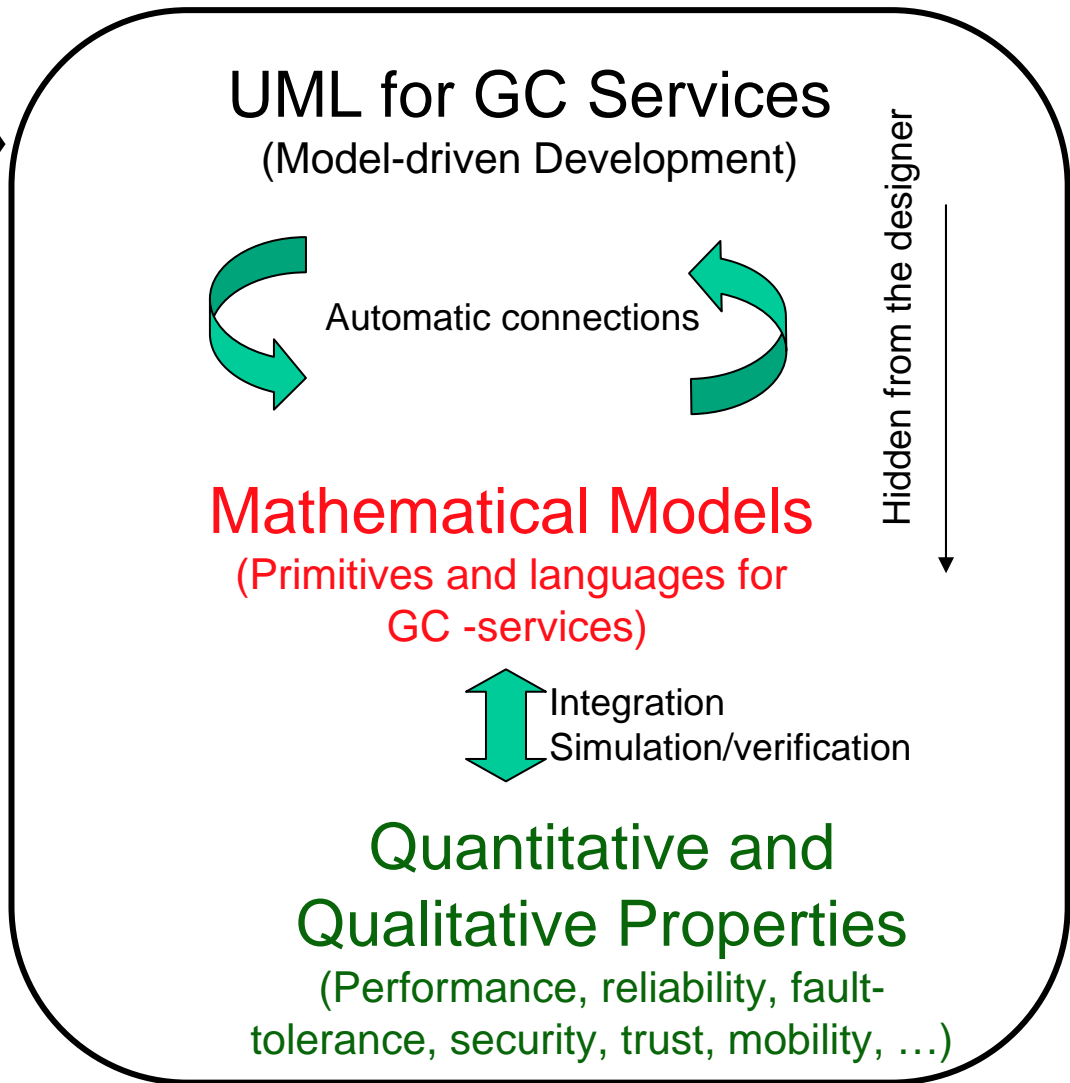 UML for GC Services
(Model-driven Development)
Hidden from the designer
Automatic connections
Mathematical Models
(Primitives and languages for
GC -services)
Integration
Simulation/verification
Quantitative and
Qualitative Properties
(Performance, reliability, fault-
tolerance, security, trust, mobility, …)